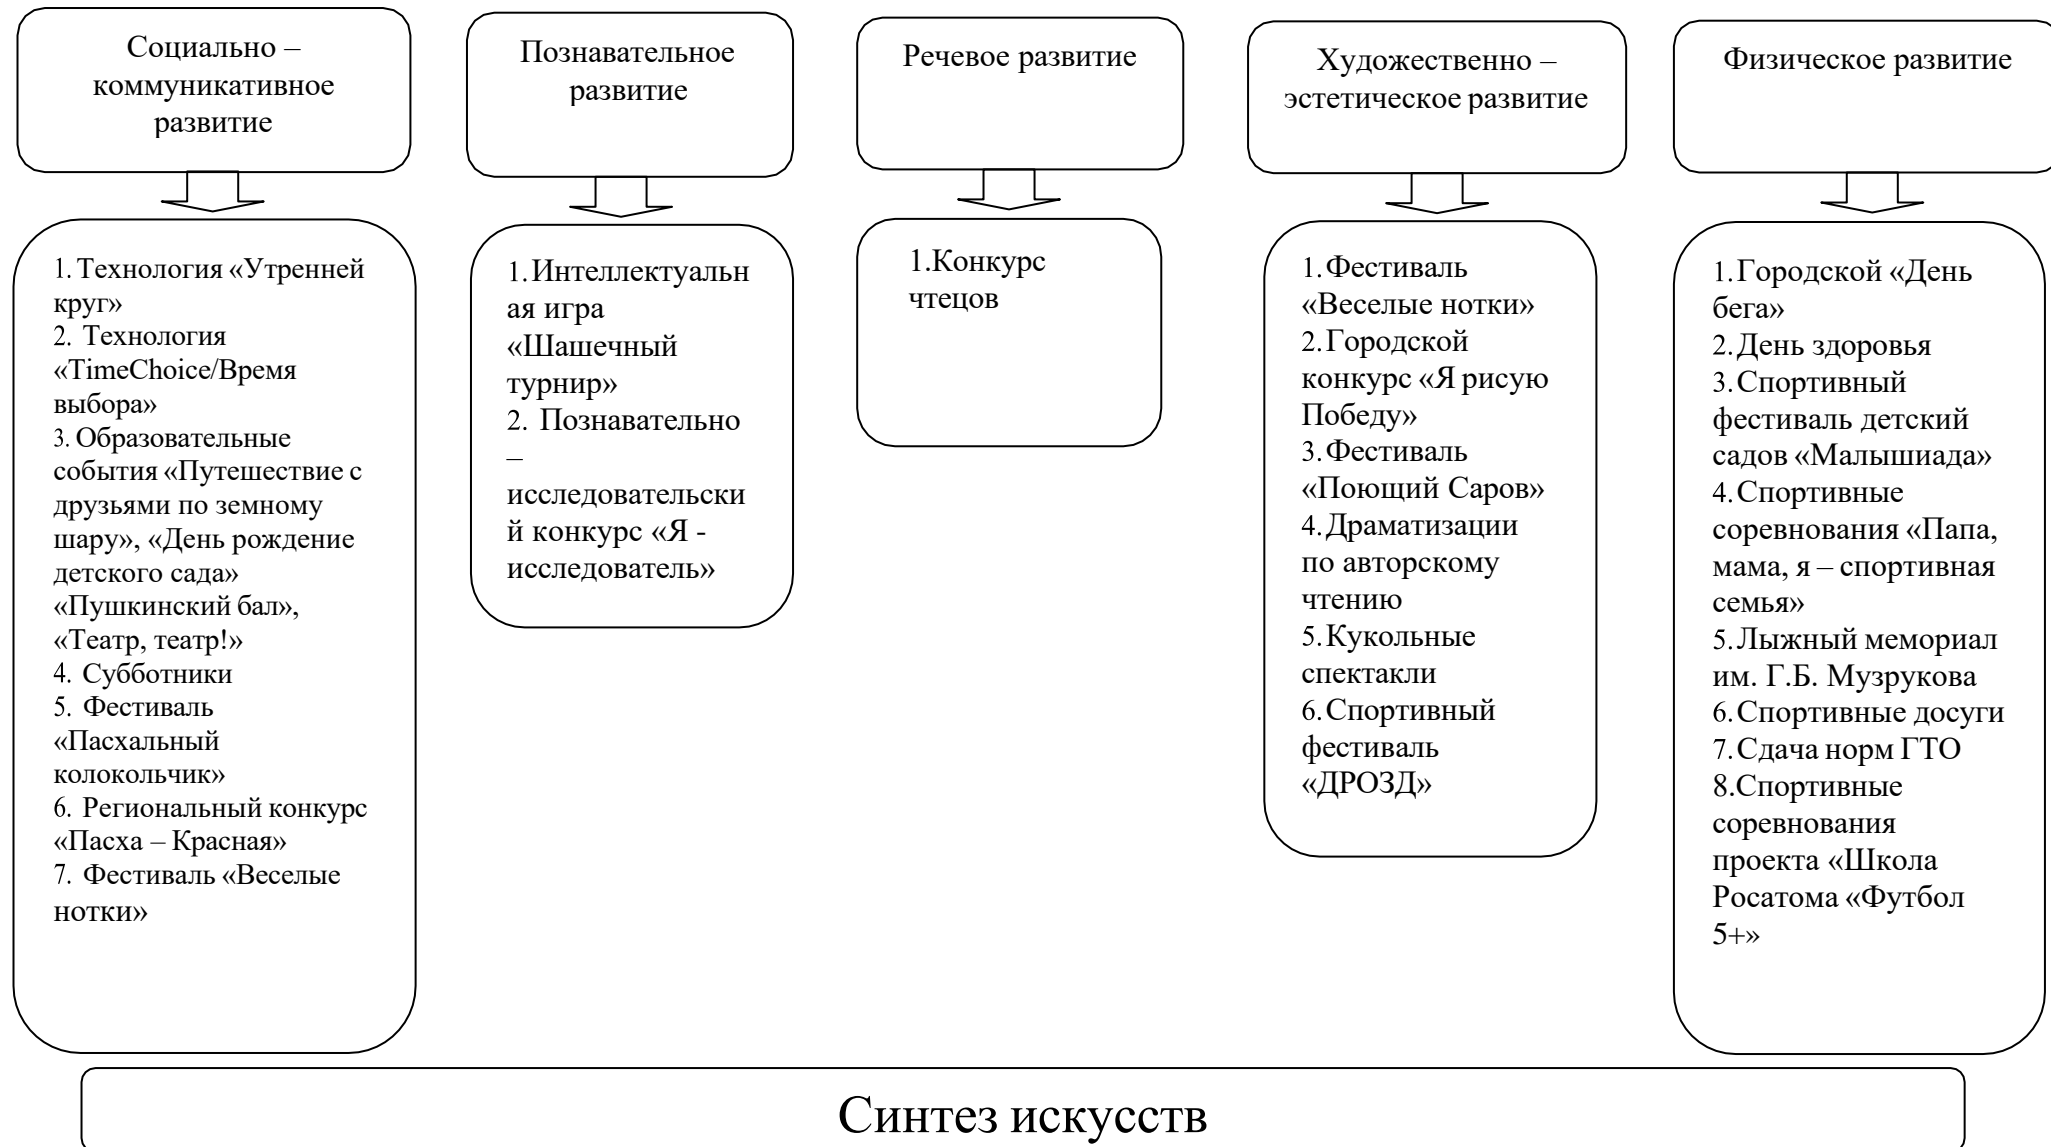 Социально –
коммуникативное
развитие
Познавательное
развитие
Речевое развитие
Художественно –
эстетическое развитие
Физическое развитие
1. Технология «Утренней
круг»
2. Технология
«TimeChoice/Время
выбора»
3. Образовательные
события «Путешествие с
друзьями по земному
шару», «День рождение
детского сада»
«Пушкинский бал»,
«Театр, театр!»
4. Субботники
5. Фестиваль
«Пасхальный
колокольчик»
6. Региональный конкурс
«Пасха – Красная»
7. Фестиваль «Веселые
нотки»
1. Интеллектуальн
ая игра
«Шашечный
турнир»
2. Познавательно
–
исследовательски
й конкурс «Я -
исследователь»
1.Конкурс
чтецов
1. Фестиваль
«Веселые нотки»
2. Городской
конкурс «Я рисую
Победу»
3. Фестиваль
«Поющий Саров»
4. Драматизации
по авторскому
чтению
5. Кукольные
спектакли
6. Спортивный
фестиваль
«ДРОЗД»
1. Городской «День
бега»
2. День здоровья
3. Спортивный
фестиваль детский
садов «Малышиада»
4. Спортивные
соревнования «Папа,
мама, я – спортивная
семья»
5. Лыжный мемориал
им. Г.Б. Музрукова
6. Спортивные досуги
7. Сдача норм ГТО
8.Спортивные
соревнования
проекта «Школа
Росатома «Футбол
5+»
Синтез искусств